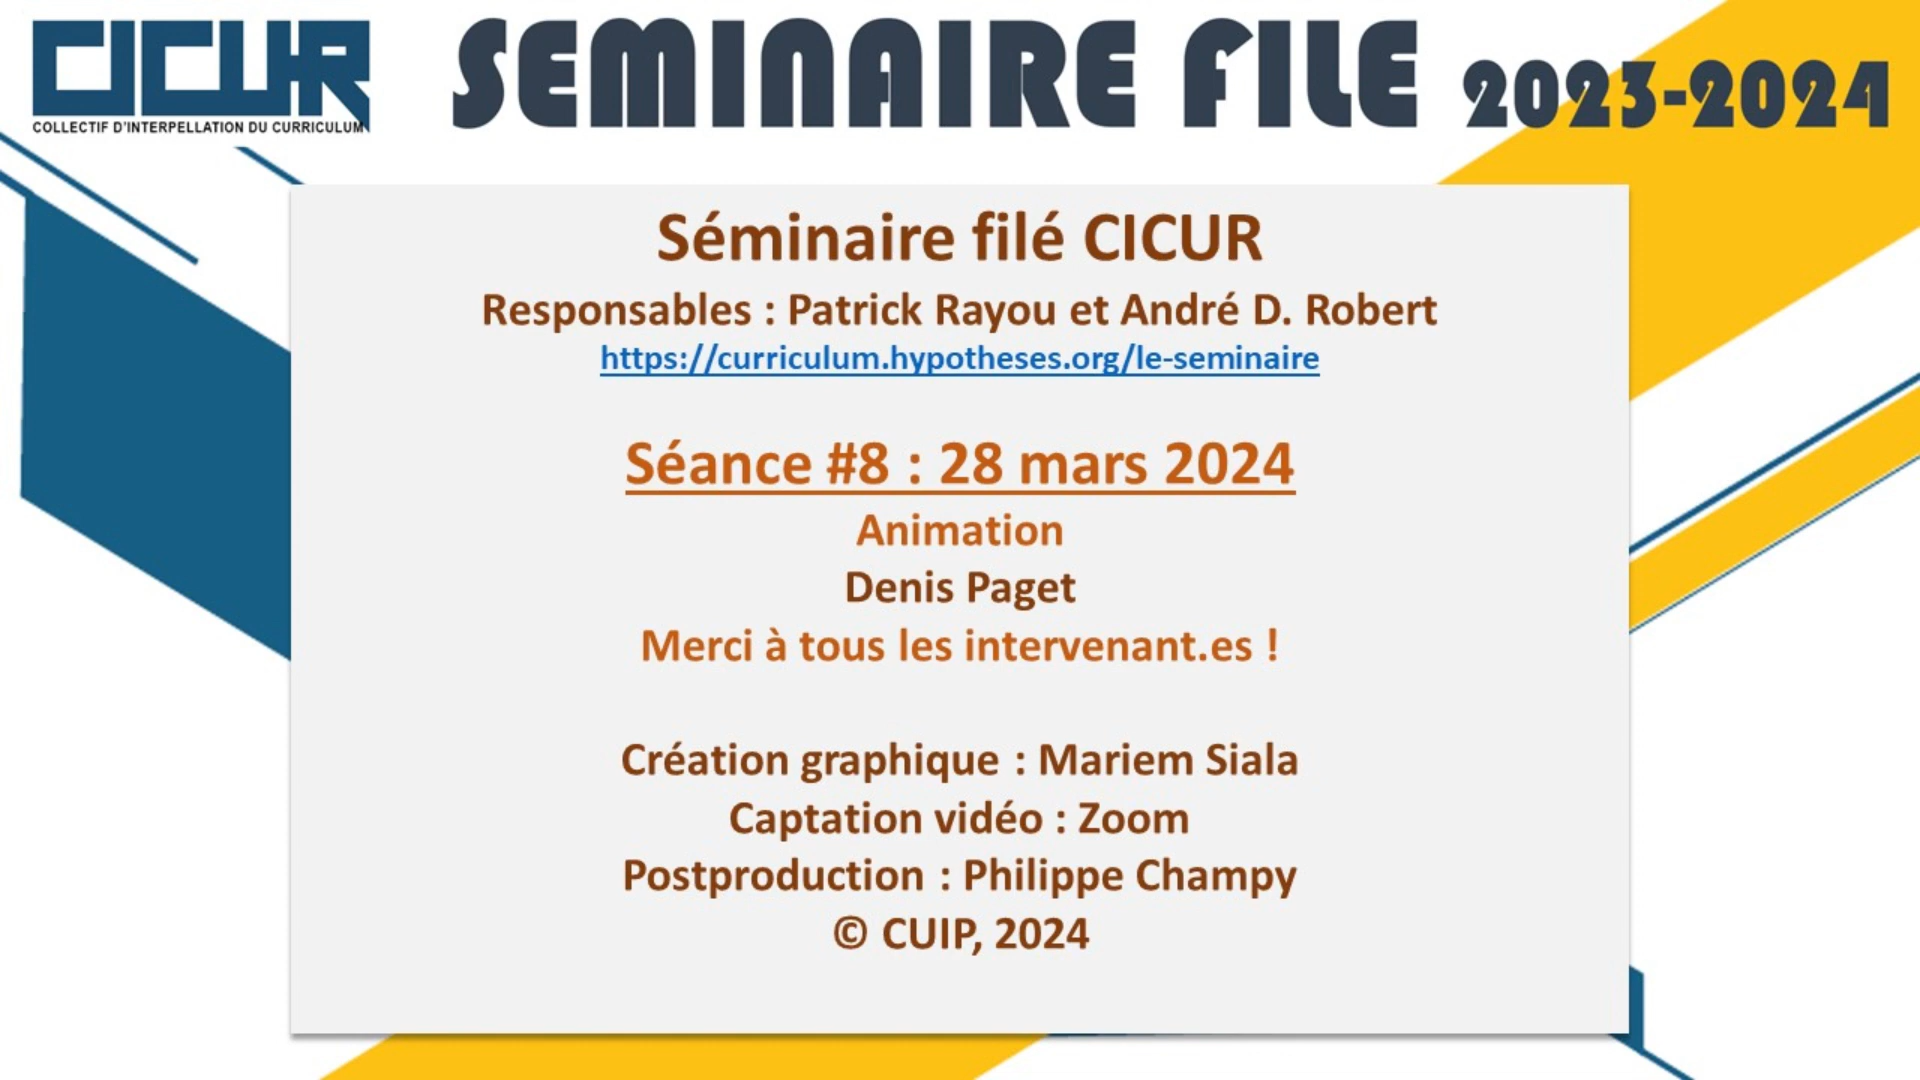 CICUR
COLLECTIF D'INTERPELLATION DU CURRICULUM
SEMINAIRE FILE 2023-2024
Séminaire filé CICUR
Responsables : Patrick Rayou et André D. Robert
https://curriculum.hypotheses.org/le-seminaire
Séance #8 : 28 mars 2024
Animation
Denis Paget
Merci à tous les intervenant.es !
Création graphique : Mariem Siala
Captation vidéo : Zoom
Postproduction : Philippe Champy
© CUIP, 2024